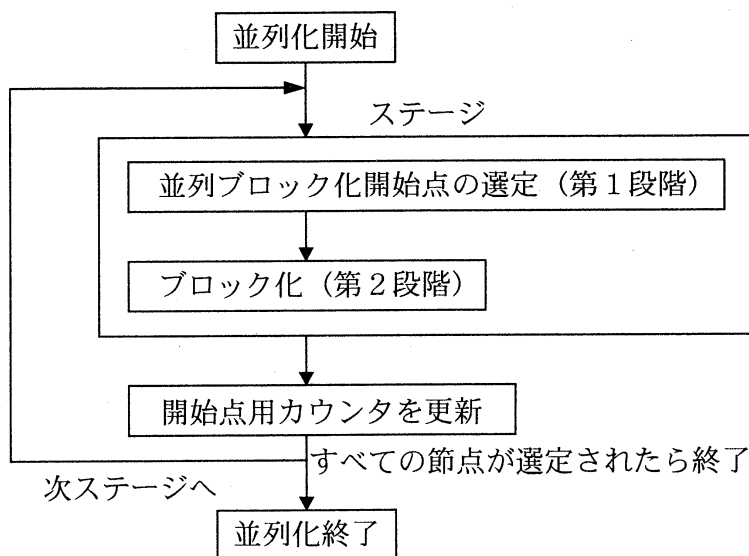 並列化開始
ステージ
並列ブロック化開始点の選定（第１段階）
ブロック化（第２段階）
開始点用カウンタを更新
すべての節点が選定されたら終了
次ステージへ
並列化終了